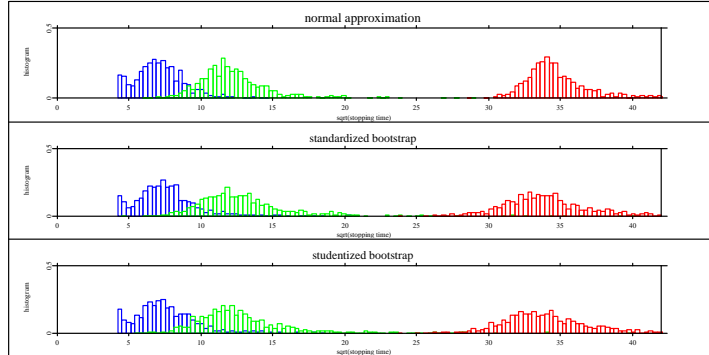 normal approximation
0.5
histogram
0
0 5 10 15 20 25 30 35 40
sqrt(stopping time)
standardized bootstrap
0.5
histogram
0
0 5 10 15 20 25 30 35 40
sqrt(stopping time)
studentized bootstrap
0.5
histogram
0
0 5 10 15 20 25 30 35 40
sqrt(stopping time)